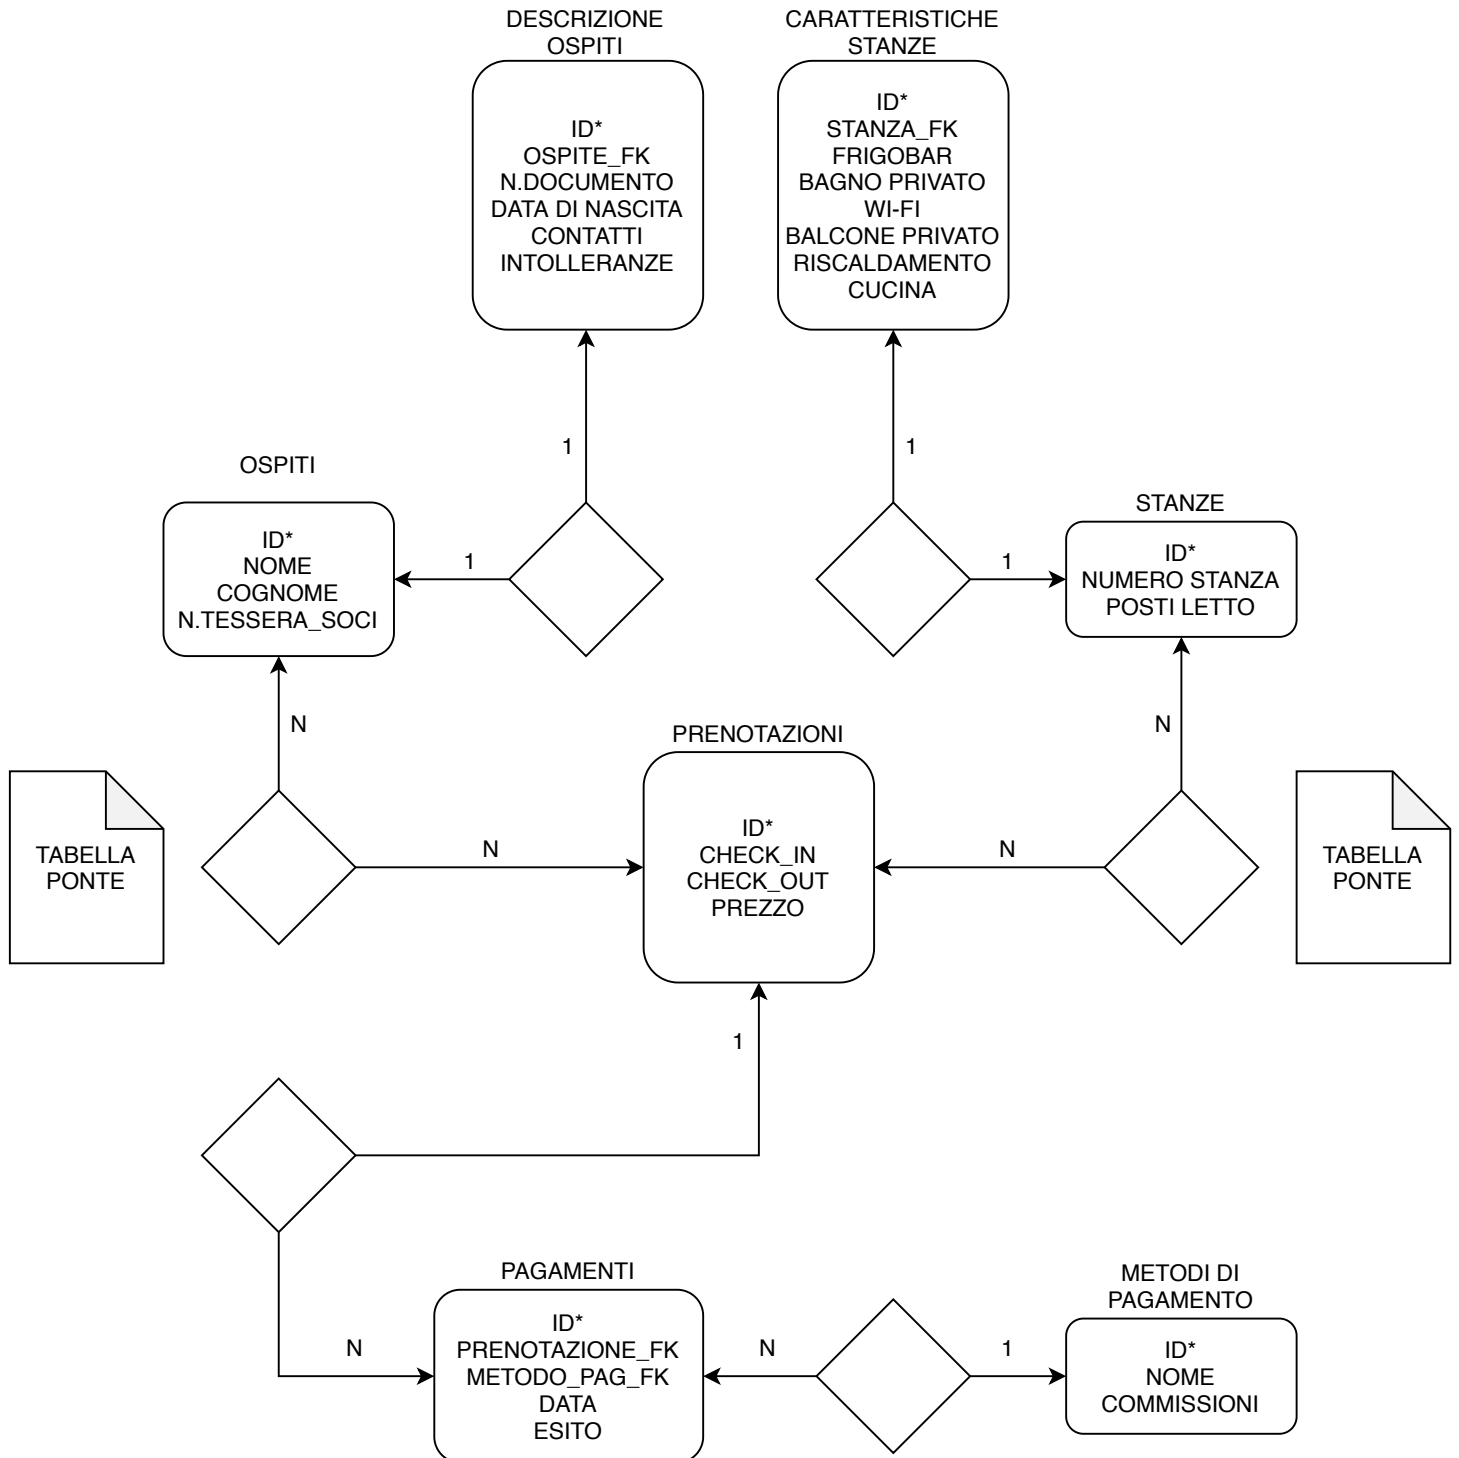 DESCRIZIONE
OSPITI
ID*
OSPITE_FK
N.DOCUMENTO
DATA DI NASCITA
CONTATTI
INTOLLERANZE
1
CARATTERISTICHE
STANZE
ID*
STANZA_FK
FRIGOBAR
BAGNO PRIVATO
WI-FI
BALCONE PRIVATO
RISCALDAMENTO
CUCINA
1
OSPITI
ID*
NOME
COGNOME
N.TESSERA_SOCI
1
1
STANZE
ID*
NUMERO STANZA
POSTI LETTO
N
N
TABELLA
PONTE
N
PRENOTAZIONI
ID*
CHECK_IN
CHECK_OUT
PREZZO
N
TABELLA
PONTE
1
PAGAMENTI
N
ID*
PRENOTAZIONE_FK
METODO_PAG_FK
DATA
ESITO
N
1
METODI DI
PAGAMENTO
ID*
NOME
COMMISSIONI